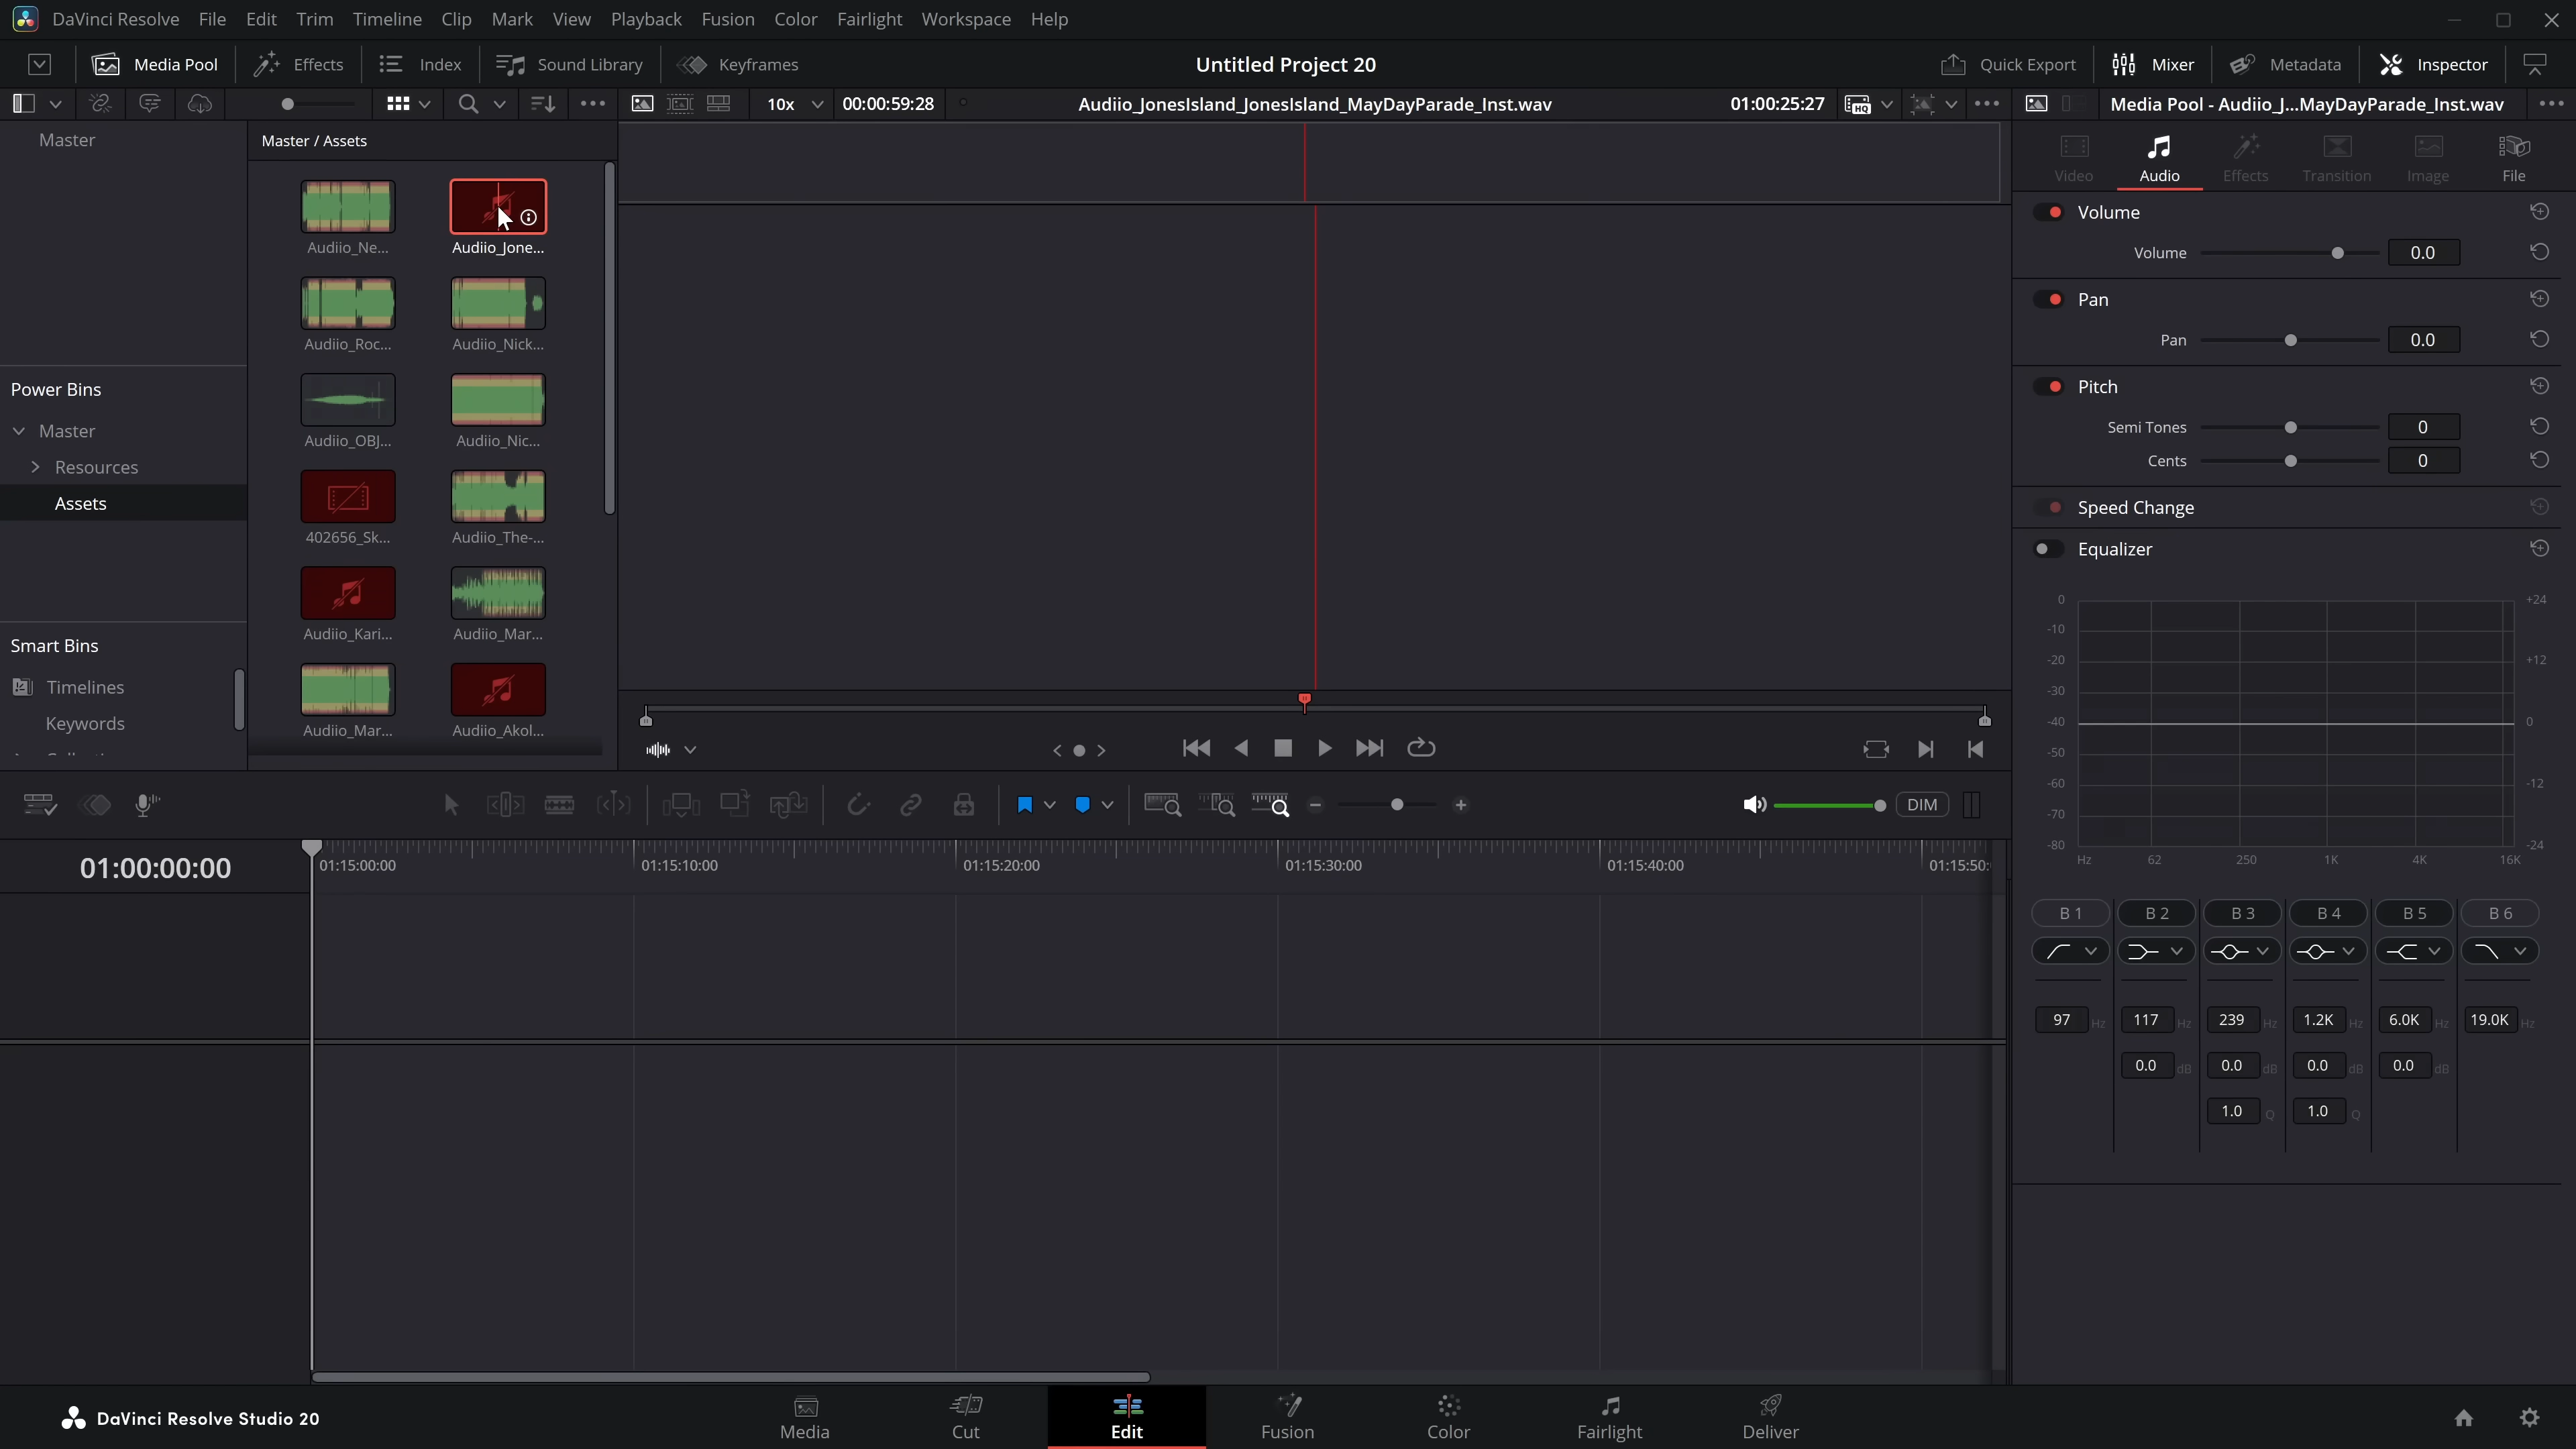 DaVinci Resolve File Edit Trim Timeline Clip Mark View Playback Fusion Color Fairlight Workspace Help
Media Pool Effects Index Sound Library Keyframes Untitled Project 20 Quick Export Mixer Metadata Inspector
10x 00:00:59:28 Audiio_JonesIsland_JonesIsland_MayDayParade_Inst.wav 01:00:25:27 Media Pool - Audiio_J...MayDayParade_Inst.wav
Master
Power Bins
Master
Resources
Assets
Smart Bins
Timelines
Keywords
Master / Assets
Audiio_Ne... Audiio_Jone...
Audiio_Roc... Audiio_Nick...
Audiio_OBJ... Audiio_Nic...
402656_Sk... Audiio_The-...
Audiio_Kari... Audiio_Mar...
Audiio_Mar... Audiio_Akol...
Video Audio Effects Transition Image File
Volume
Volume 0.0
Pan
Pan 0.0
Pitch
Semi Tones 0
Cents 0
Speed Change
Equalizer
0 +24
-10
-20 +12
-30
-40 0
-50
-60 -12
-70
-80 -24
Hz 62 250 1K 4K 16K
B 1 B 2 B 3 B 4 B 5 B 6
97 Hz 117 Hz 239 Hz 1.2K Hz 6.0K Hz 19.0K Hz
0.0 dB 0.0 dB 0.0 dB 0.0 dB
1.0 Q 1.0 Q
DIM
01:00:00:00 01:15:00:00 01:15:10:00 01:15:20:00 01:15:30:00 01:15:40:00 01:15:50:
DaVinci Resolve Studio 20 Media Cut Edit Fusion Color Fairlight Deliver